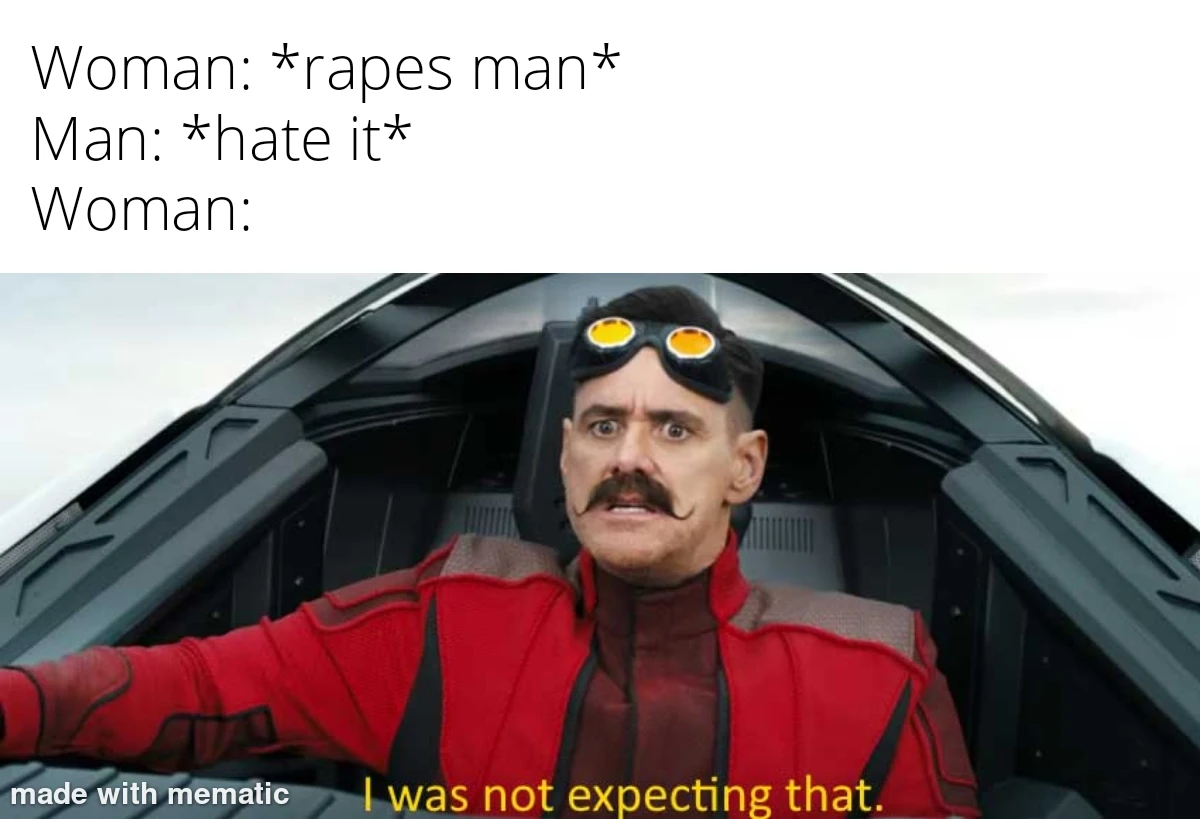 Woman: *rapes man*
Man: *hate it*
Woman:
made with mematic
I was not expecting that.